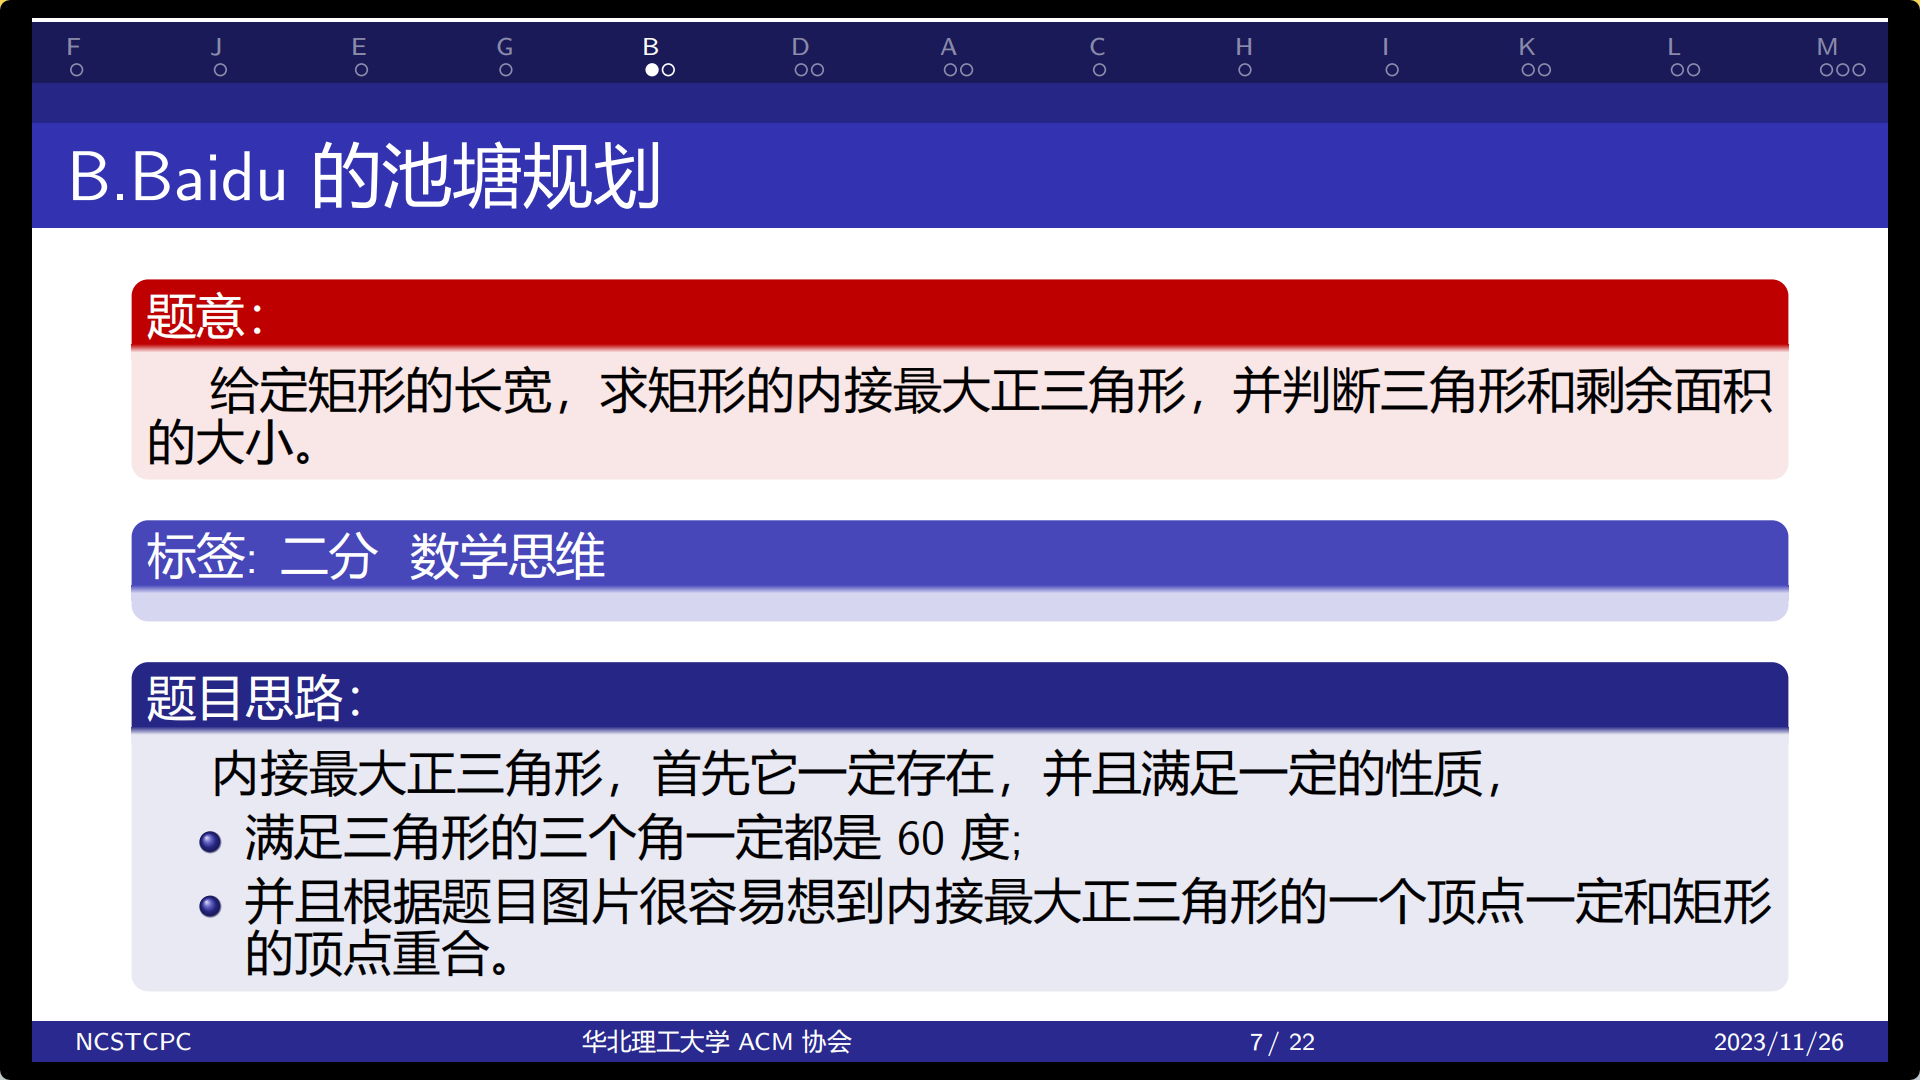 F J E G B D A C H I K L M
B.Baidu 的池塘规划
题意：
给定矩形的长宽，求矩形的内接最大正三角形，并判断三角形和剩余面积
的大小。
标签: 二分 数学思维
题目思路：
内接最大正三角形，首先它一定存在，并且满足一定的性质，
满足三角形的三个角一定都是 60 度;
并且根据题目图片很容易想到内接最大正三角形的一个顶点一定和矩形
的顶点重合。
NCSTCPC 华北理工大学 ACM 协会 7 / 22 2023/11/26